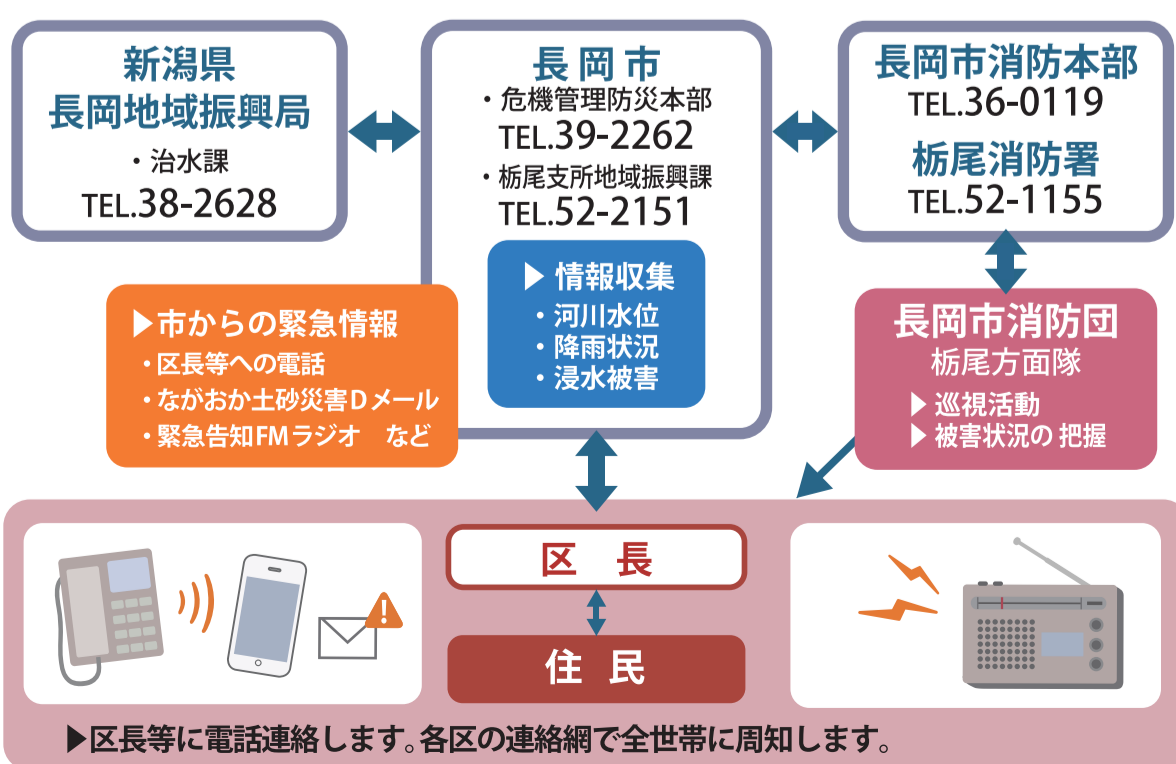 新潟県
長岡地域振興局
・治水課
TEL.38-2628
長岡市
・危機管理防災本部
TEL.39-2262
・栃尾支所地域振興課
TEL.52-2151
▶情報収集
・河川水位
・降雨状況
・浸水被害
長岡市消防本部
TEL.36-0119
栃尾消防署
TEL.52-1155
▶市からの緊急情報
・区長等への電話
・ながおか土砂災害Dメール
・緊急告知FMラジオ など
長岡市消防団
栃尾方面隊
▶巡視活動
▶被害状況の 把握
区長
住民
▶区長等に電話連絡します。各区の連絡網で全世帯に周知します。